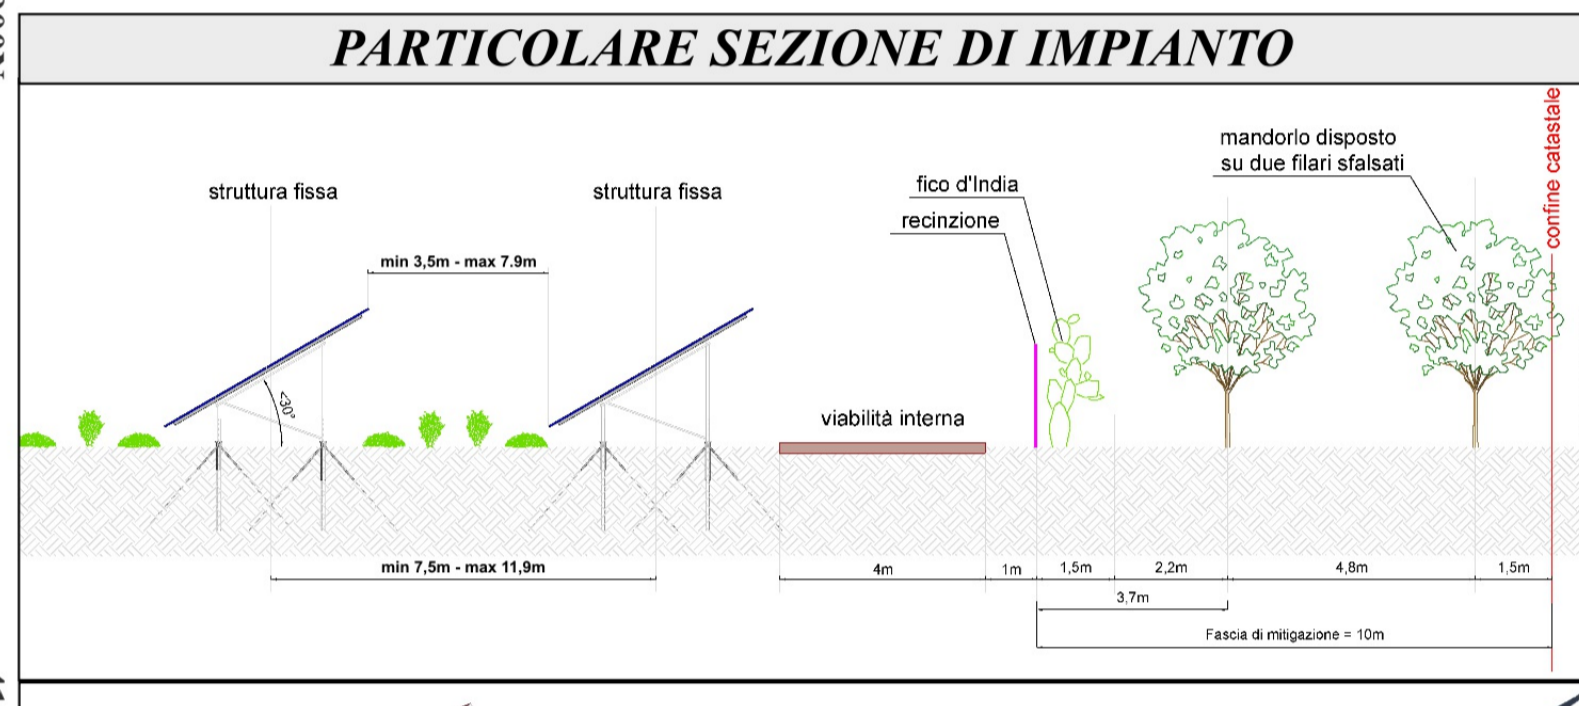 PARTICOLARE SEZIONE DI IMPIANTO
confine catastale
mandorlo disposto
su due filari sfalsati
struttura fissa
struttura fissa
fico d'India
recinzione
min 3,5m - max 7.9m
<30°
viabilità interna
min 7,5m - max 11,9m
4m
1m
1,5m
2,2m
4,8m
1,5m
3,7m
Fascia di mitigazione = 10m